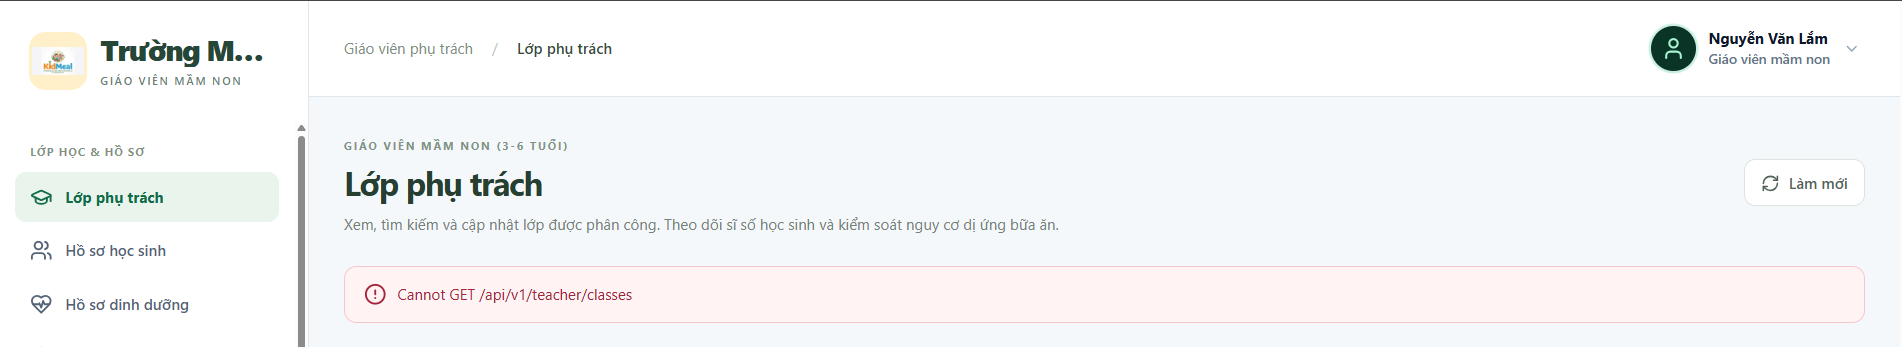 KidMeal
Trường M...
GIÁO VIÊN MẦM NON
LỚP HỌC & HỒ SƠ
Lớp phụ trách
Hồ sơ học sinh
Hồ sơ dinh dưỡng
Giáo viên phụ trách / Lớp phụ trách
Nguyễn Văn Lắm
Giáo viên mầm non
GIÁO VIÊN MẦM NON (3-6 TUỔI)
Lớp phụ trách
Làm mới
Xem, tìm kiếm và cập nhật lớp được phân công. Theo dõi sĩ số học sinh và kiểm soát nguy cơ dị ứng bữa ăn.
Cannot GET /api/v1/teacher/classes